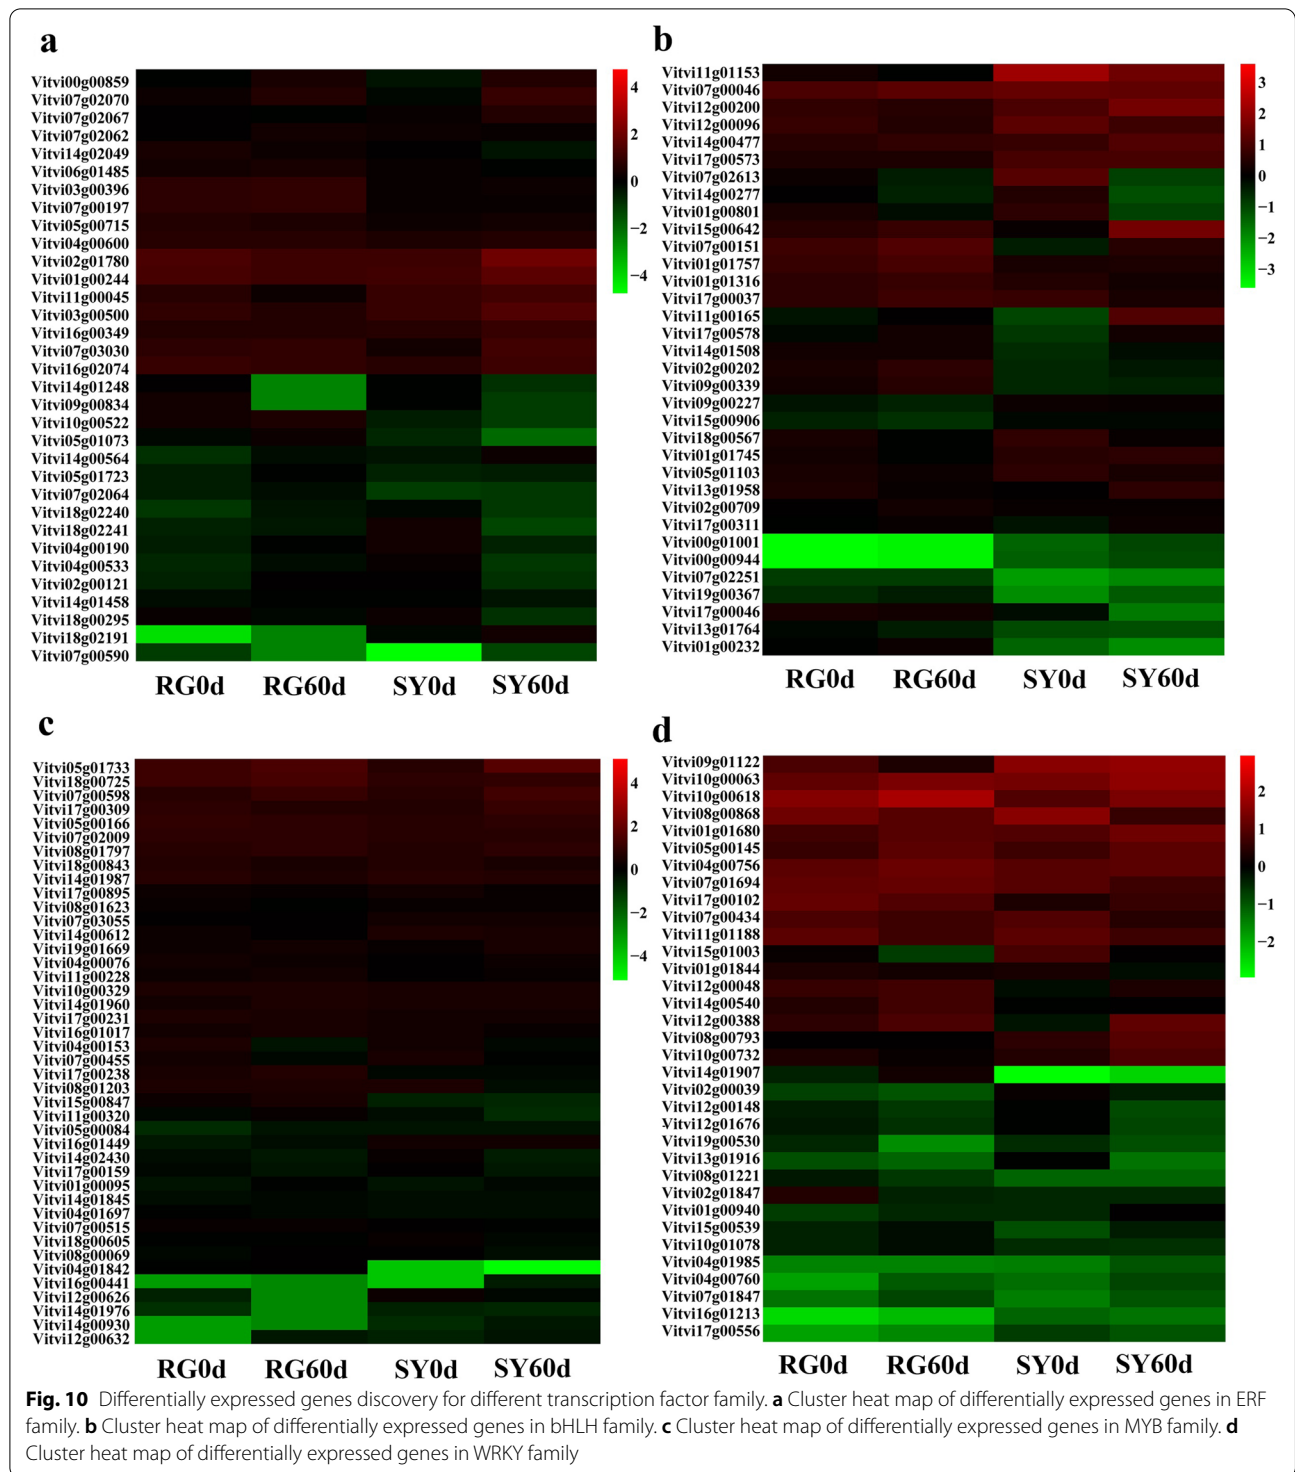 a
Vitvi00g00859
Vitvi07g02070
Vitvi07g02067
Vitvi07g02062
Vitvi14g02049
Vitvi06g01485
Vitvi03g00396
Vitvi07g00197
Vitvi05g00715
Vitvi04g00600
Vitvi02g01780
Vitvi01g00244
Vitvi11g00045
Vitvi03g00500
Vitvi16g00349
Vitvi07g03030
Vitvi16g02074
Vitvi14g01248
Vitvi09g00834
Vitvi10g00522
Vitvi05g01073
Vitvi14g00564
Vitvi05g01723
Vitvi07g02064
Vitvi18g02240
Vitvi18g02241
Vitvi04g00190
Vitvi04g00533
Vitvi02g00121
Vitvi14g01458
Vitvi18g00295
Vitvi18g02191
Vitvi07g00590
4
2
0
−2
−4
RG0d RG60d SY0d SY60d
b
Vitvi11g01153
Vitvi07g00046
Vitvi12g00200
Vitvi12g00096
Vitvi14g00477
Vitvi17g00573
Vitvi07g02613
Vitvi14g00277
Vitvi01g00801
Vitvi15g00642
Vitvi07g00151
Vitvi01g01757
Vitvi01g01316
Vitvi17g00037
Vitvi11g00165
Vitvi17g00578
Vitvi14g01508
Vitvi02g00202
Vitvi09g00339
Vitvi09g00227
Vitvi15g00906
Vitvi18g00567
Vitvi01g01745
Vitvi05g01103
Vitvi13g01958
Vitvi02g00709
Vitvi17g00311
Vitvi00g01001
Vitvi00g00944
Vitvi07g02251
Vitvi19g00367
Vitvi17g00046
Vitvi13g01764
Vitvi01g00232
3
2
1
0
−1
−2
−3
RG0d RG60d SY0d SY60d
c
Vitvi05g01733
Vitvi18g00725
Vitvi07g00598
Vitvi17g00309
Vitvi05g00166
Vitvi07g02009
Vitvi08g01797
Vitvi18g00843
Vitvi14g01987
Vitvi17g00895
Vitvi08g01623
Vitvi07g03055
Vitvi14g00612
Vitvi19g01669
Vitvi04g00076
Vitvi11g00228
Vitvi10g00329
Vitvi14g01960
Vitvi17g00231
Vitvi16g01017
Vitvi04g00153
Vitvi07g00455
Vitvi17g00238
Vitvi08g01203
Vitvi15g00847
Vitvi11g00320
Vitvi05g00084
Vitvi16g01449
Vitvi14g02430
Vitvi17g00159
Vitvi01g00095
Vitvi14g01845
Vitvi04g01697
Vitvi07g00515
Vitvi18g00605
Vitvi08g00069
Vitvi04g01842
Vitvi16g00441
Vitvi12g00626
Vitvi14g01976
Vitvi14g00930
Vitvi12g00632
4
2
0
−2
−4
RG0d RG60d SY0d SY60d
d
Vitvi09g01122
Vitvi10g00063
Vitvi10g00618
Vitvi08g00868
Vitvi01g01680
Vitvi05g00145
Vitvi04g00756
Vitvi07g01694
Vitvi17g00102
Vitvi07g00434
Vitvi11g01188
Vitvi15g01003
Vitvi01g01844
Vitvi12g00048
Vitvi14g00540
Vitvi12g00388
Vitvi08g00793
Vitvi10g00732
Vitvi14g01907
Vitvi02g00039
Vitvi12g00148
Vitvi12g01676
Vitvi19g00530
Vitvi13g01916
Vitvi08g01221
Vitvi02g01847
Vitvi01g00940
Vitvi15g00539
Vitvi10g01078
Vitvi04g01985
Vitvi04g00760
Vitvi07g01847
Vitvi16g01213
Vitvi17g00556
2
1
0
−1
−2
RG0d RG60d SY0d SY60d
Fig. 10 Differentially expressed genes discovery for different transcription factor family. a Cluster heat map of differentially expressed genes in ERF
family. b Cluster heat map of differentially expressed genes in bHLH family. c Cluster heat map of differentially expressed genes in MYB family. d
Cluster heat map of differentially expressed genes in WRKY family